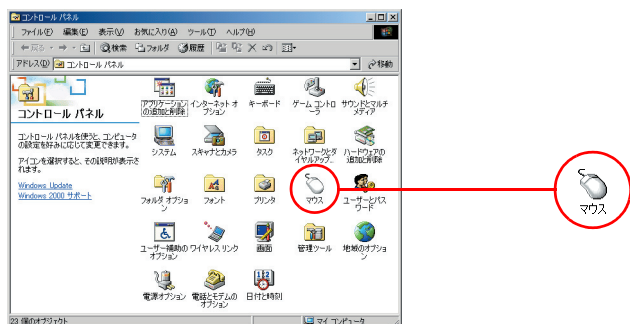 コントロール パネル
ファイル(F) 編集(E) 表示(V) お気に入り(A) ツール(T) ヘルプ(H)
戻る 検索 フォルダ 履歴
アドレス(D) コントロール パネル 移動
コントロール パネル
コントロール パネルを使うと、コンピュータ
の設定を好みに応じて変更できます。
アイコンを選択すると、その説明が表示さ
れます。
Windows Update
Windows 2000 サポート
アプリケーション
の追加と削除
インターネット オ
プション
キーボード
ゲーム コントロ
ーラ
サウンドとマルチ
メディア
システム
スキャナとカメラ
タスク
ネットワークとダ
イヤルアップ...
ハードウェアの
追加と削除
フォルダ オプショ
ン
フォント
プリンタ
マウス
ユーザーとパス
ワード
ユーザー補助の
オプション
ワイヤレス リンク
画面
管理ツール
地域のオプショ
ン
電源オプション
電話とモデムの
オプション
日付と時刻
23 個のオブジェクト
マイ コンピュータ
マウス